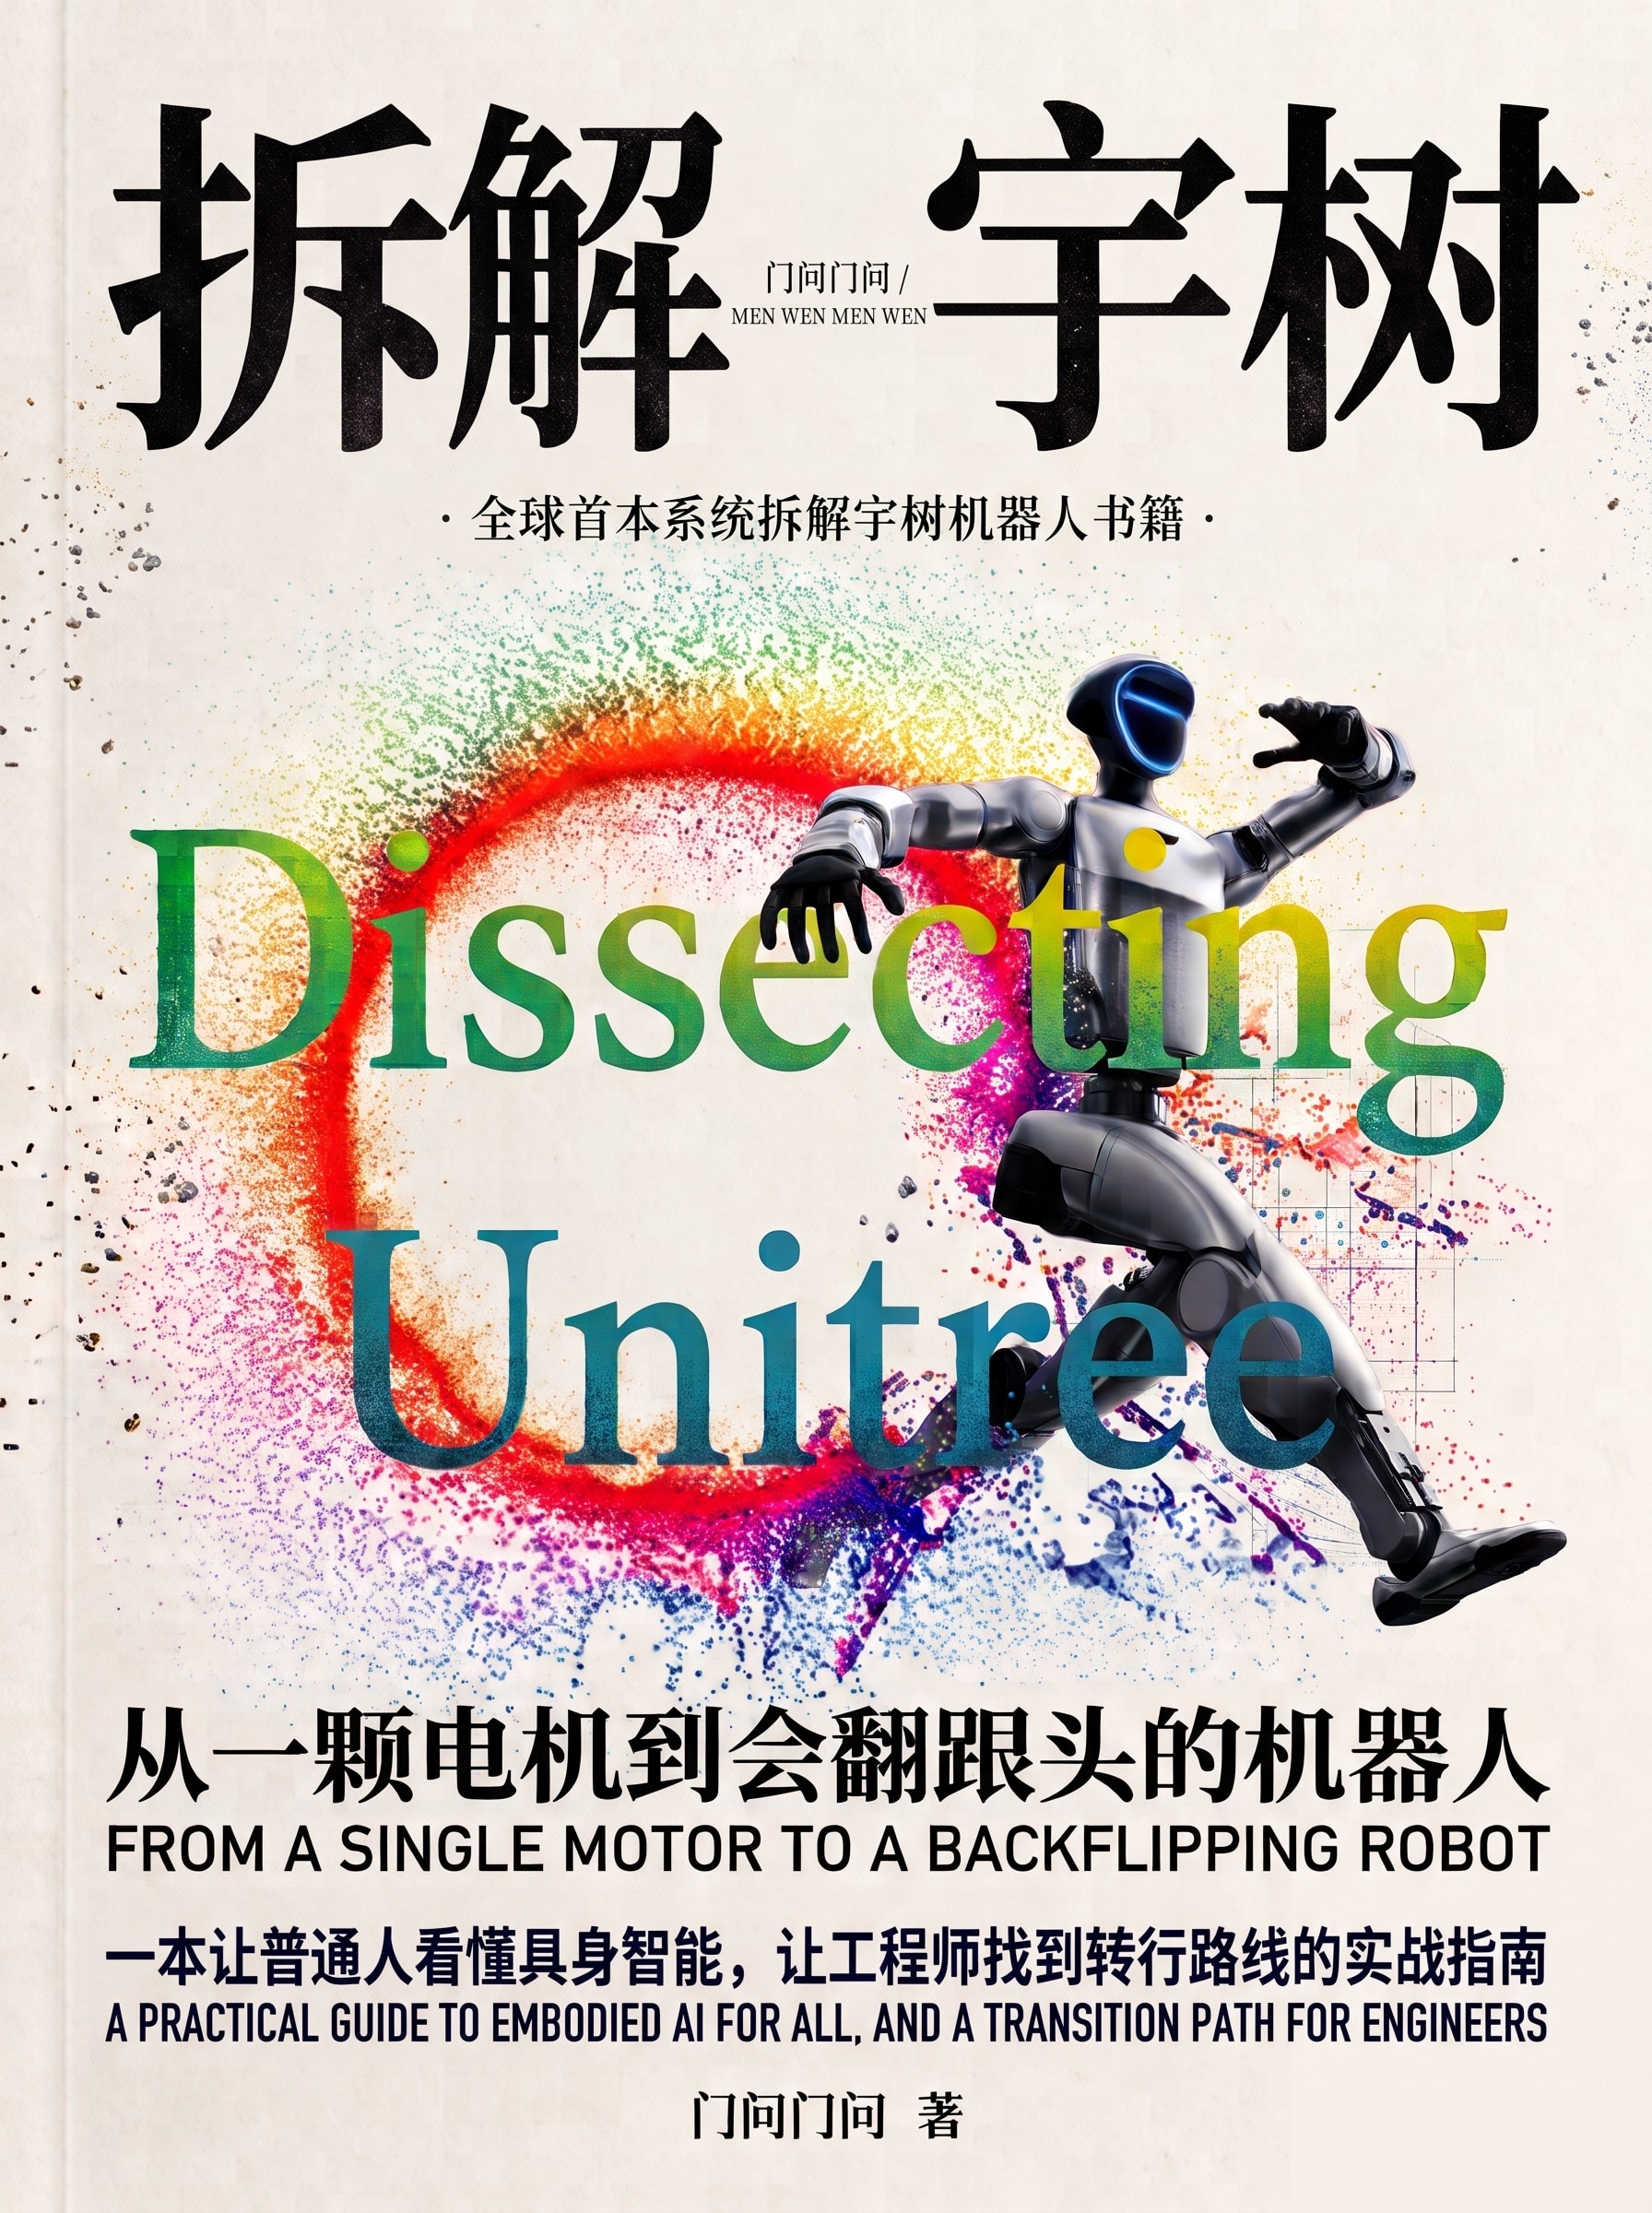 拆解 宇树
门问门问 /
MEN WEN MEN WEN
· 全球首本系统拆解宇树机器人书籍 ·
Dissecting
Unitree
从一颗电机到会翻跟头的机器人
FROM A SINGLE MOTOR TO A BACKFLIPPING ROBOT
一本让普通人看懂具身智能，让工程师找到转行路线的实战指南
A PRACTICAL GUIDE TO EMBODIED AI FOR ALL, AND A TRANSITION PATH FOR ENGINEERS
门问门问 著